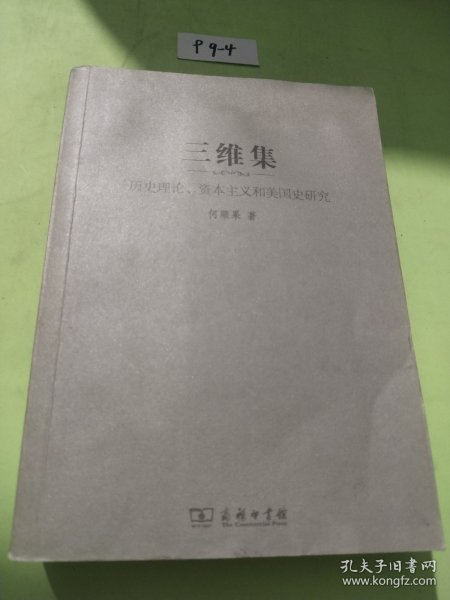 P9-4
三维集
历史理论、资本主义和美国史研究
何顺果 著
商務印書館
The Commercial Press
孔夫子旧书网
www.kongfz.com